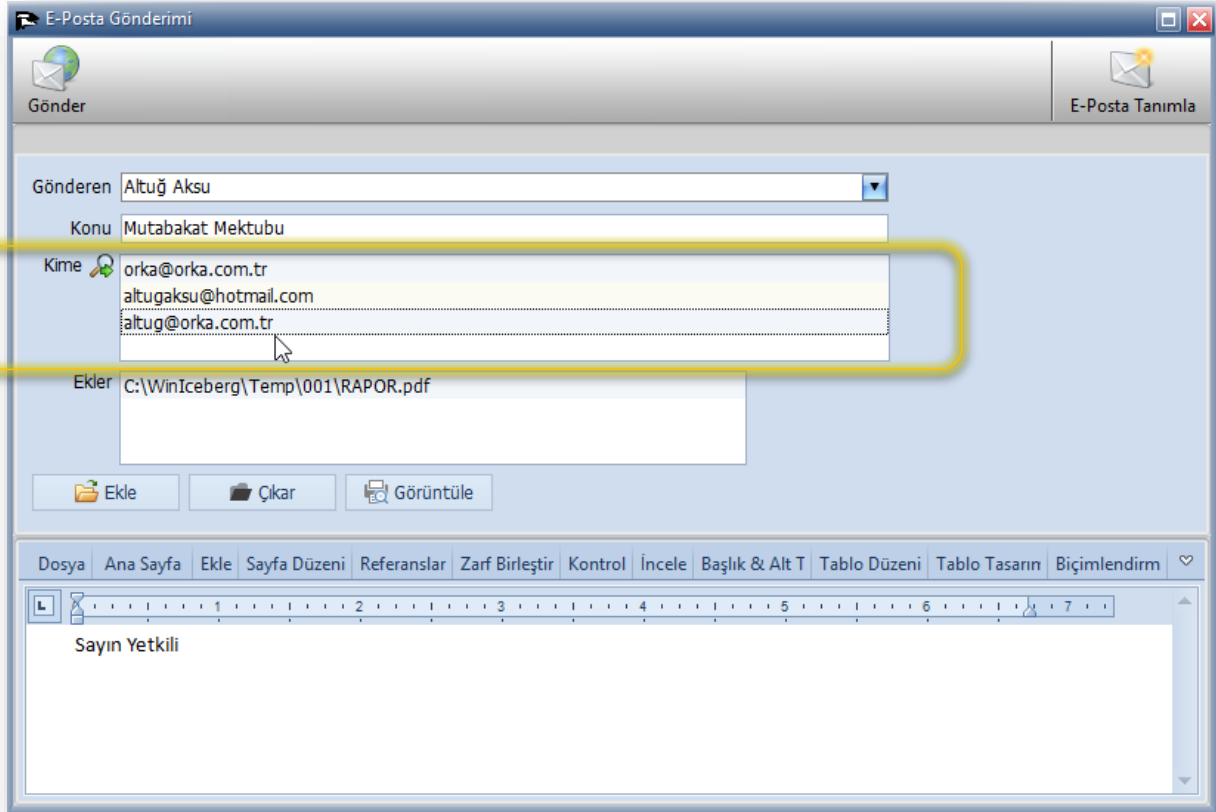 E-Posta Gönderimi
Gönder
E-Posta Tanımla
Gönderen Altuğ Aksu
Konu Mutabakat Mektubu
Kime orka@orka.com.tr
altugaksu@hotmail.com
altug@orka.com.tr
Ekler C:\WinIceberg\Temp\001\RAPOR.pdf
Ekle Çıkar Görüntüle
Dosya Ana Sayfa Ekle Sayfa Düzeni Referanslar Zarf Birleştir Kontrol İncele Başlık & Alt T Tablo Düzeni Tablo Tasarın Biçimlendirm
L 1 2 3 4 5 6 7
Sayın Yetkili